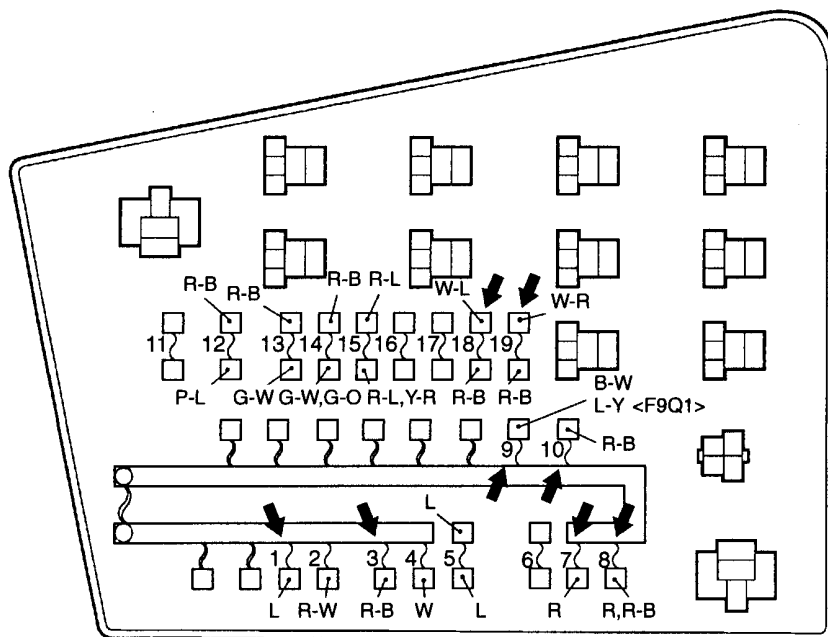 R-B R-B R-B R-L W-L W-R
11 12 13 14 15 16 17 18 19
P-L G-W G-W,G-O R-L,Y-R R-B R-B
B-W
L-Y <F9Q1>
9 10 R-B
L
1 2 3 4 5 6 7 8
L R-W R-B W L R R,R-B